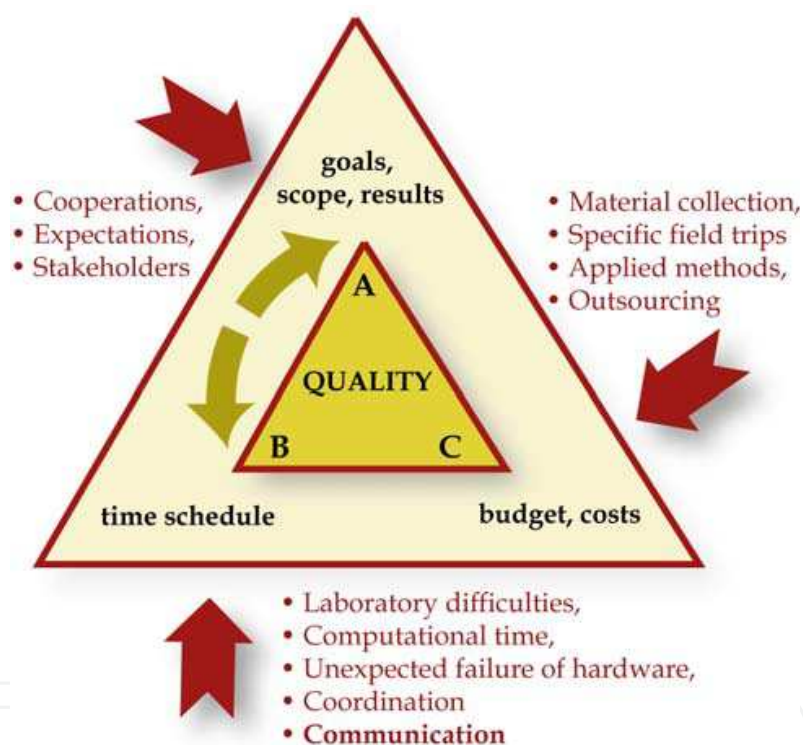 goals,
scope, results
• Cooperations,
• Expectations,
• Stakeholders
• Material collection,
• Specific field trips
• Applied methods,
• Outsourcing
A
QUALITY
B C
time schedule
budget, costs
• Laboratory difficulties,
• Computational time,
• Unexpected failure of hardware,
• Coordination
• Communication